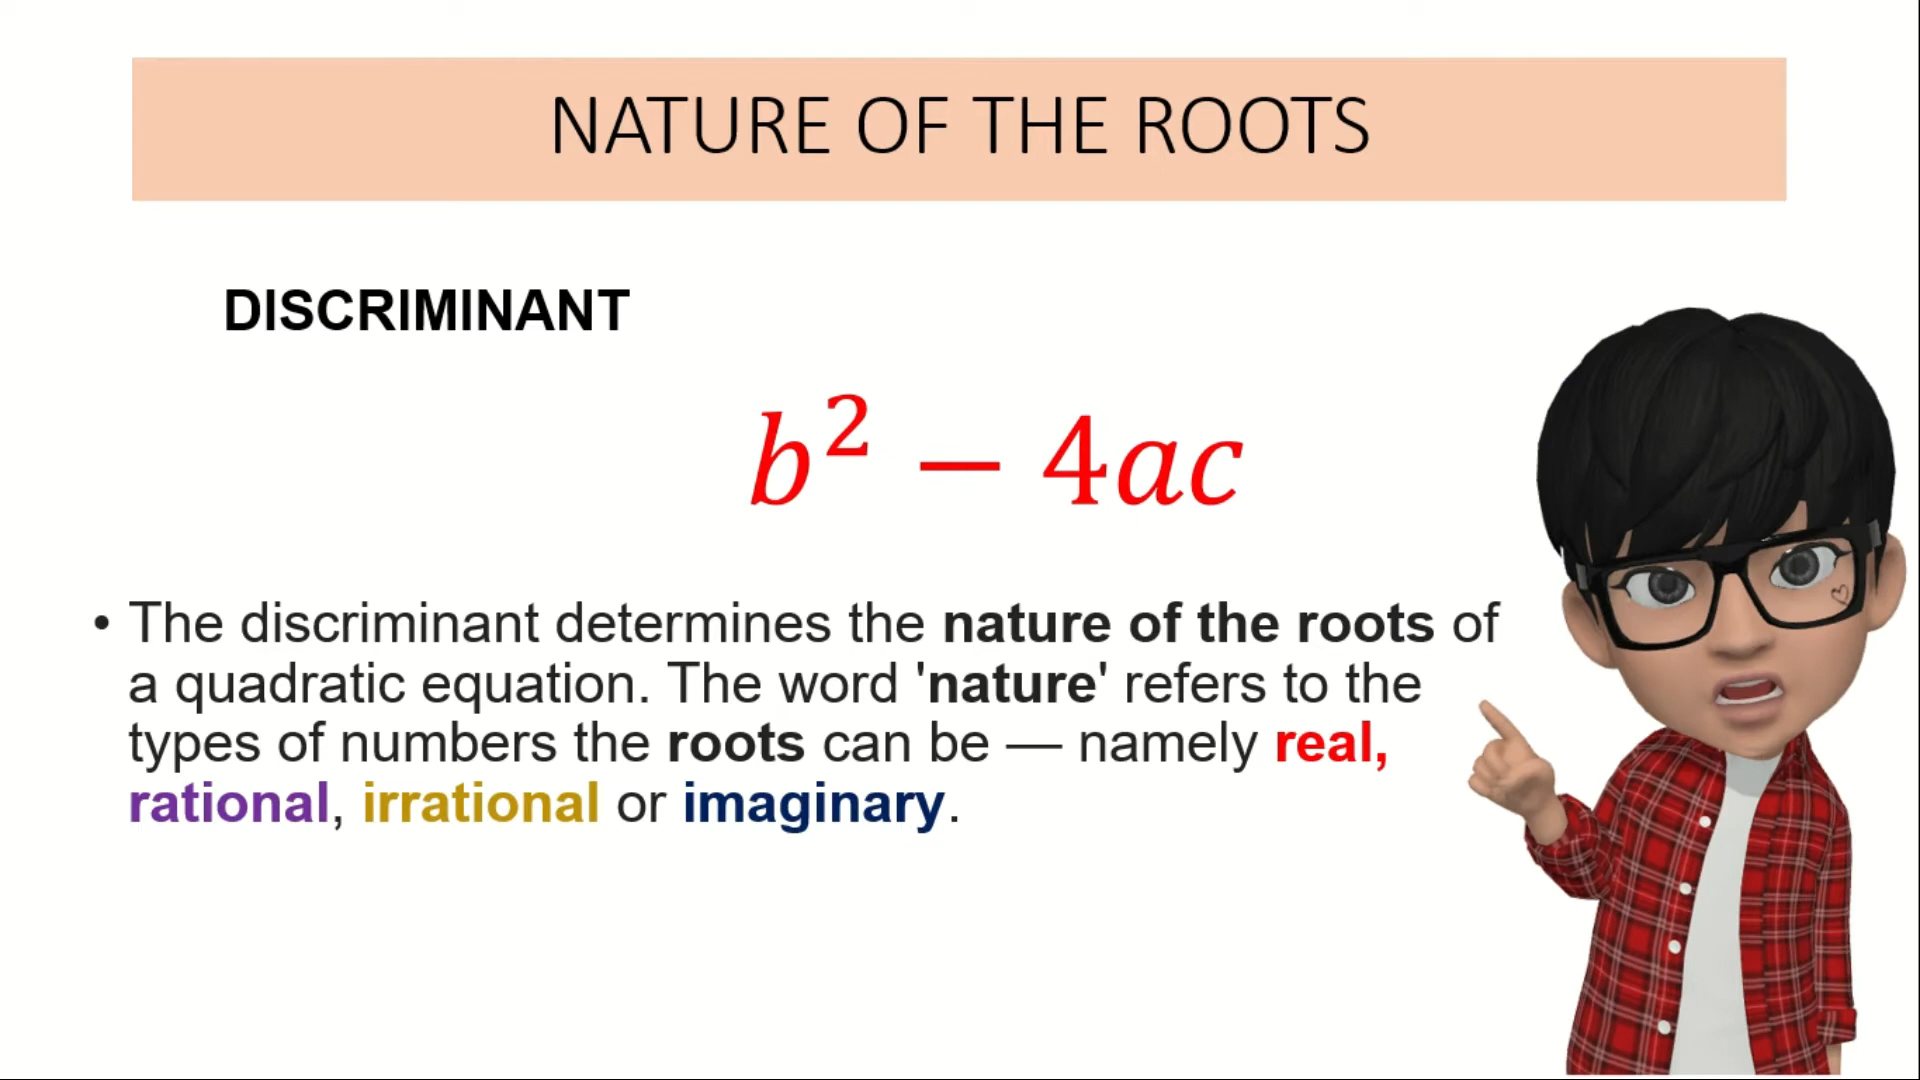 NATURE OF THE ROOTS
DISCRIMINANT
b² − 4ac
• The discriminant determines the nature of the roots of
a quadratic equation. The word 'nature' refers to the
types of numbers the roots can be — namely real,
rational, irrational or imaginary.